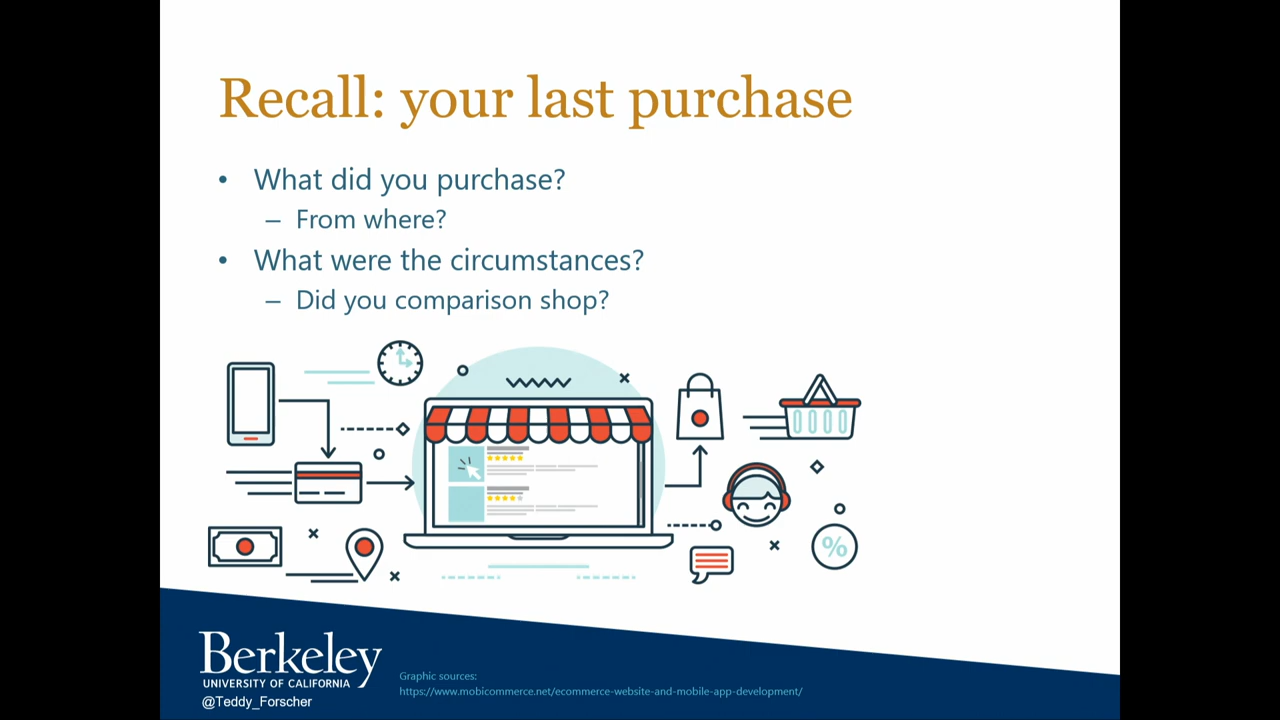 Recall: your last purchase
• What did you purchase?
– From where?
• What were the circumstances?
– Did you comparison shop?
%
Berkeley
UNIVERSITY OF CALIFORNIA
@Teddy_Forscher
Graphic sources:
https://www.mobicommerce.net/ecommerce-website-and-mobile-app-development/